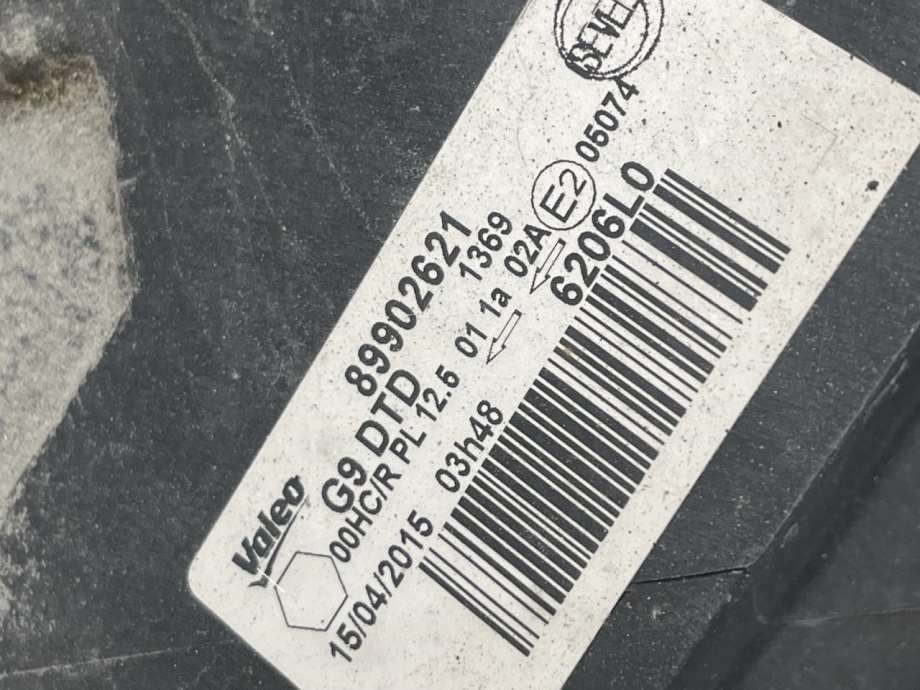 Valeo
89902621
G9 DTD
1369
00HC/R PL 12.5 01 1a 02A E2 05074
15/04/2015 03h48
6206L0